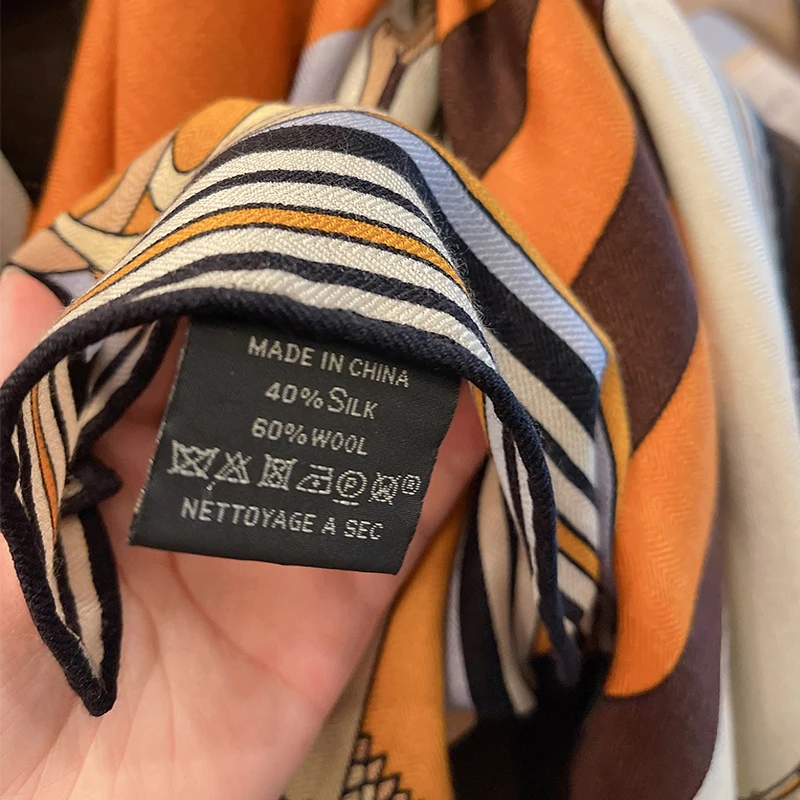 MADE IN CHINA
40% SILK
60% WOOL
P W ®
NETTOYAGE A SEC